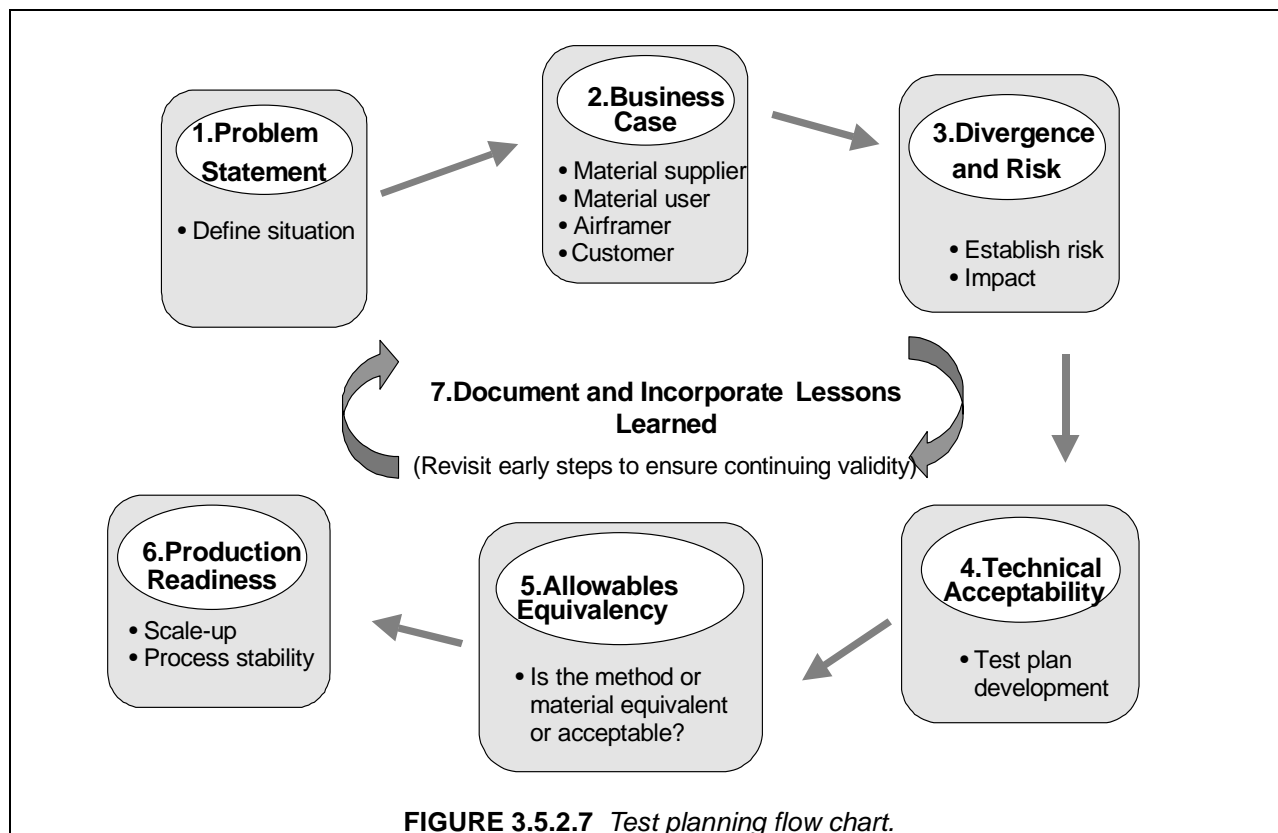 1.Problem
Statement
• Define situation
2.Business
Case
• Material supplier
• Material user
• Airframer
• Customer
3.Divergence
and Risk
• Establish risk
• Impact
7.Document and Incorporate Lessons
Learned
(Revisit early steps to ensure continuing validity)
4.Technical
Acceptability
• Test plan
development
5.Allowables
Equivalency
• Is the method or
material equivalent
or acceptable?
6.Production
Readiness
• Scale-up
• Process stability
FIGURE 3.5.2.7 Test planning flow chart.